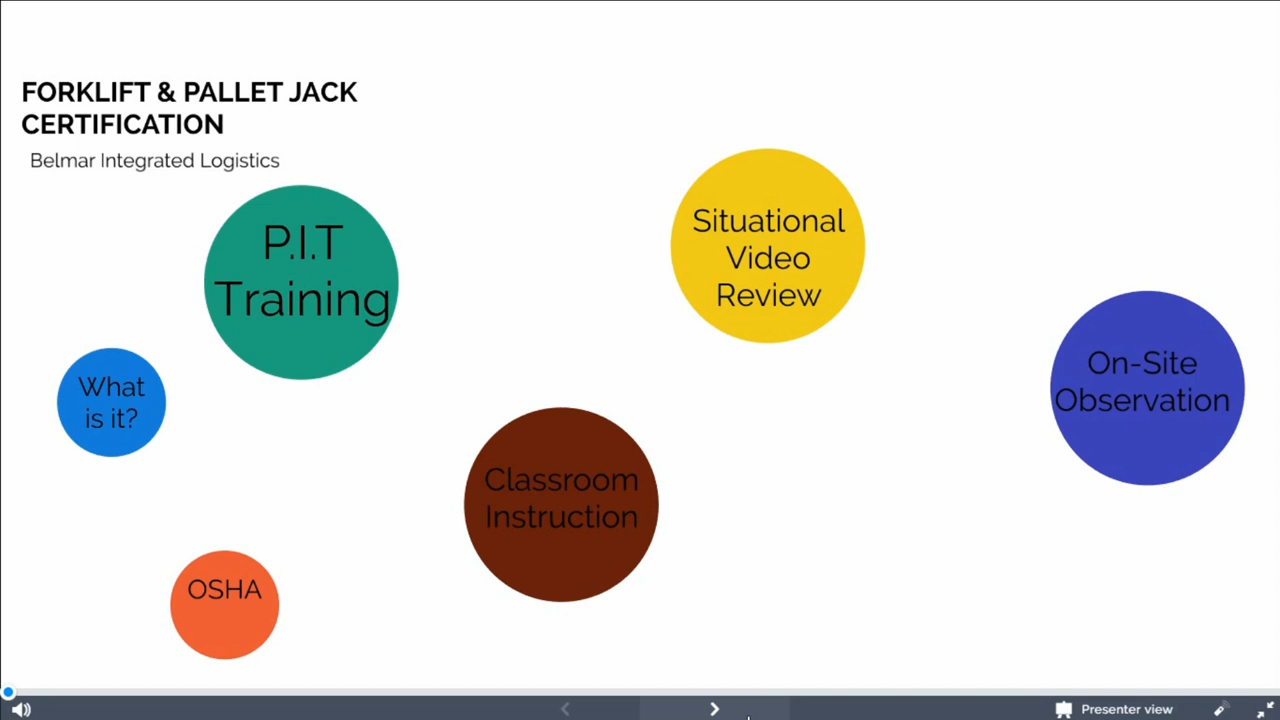 FORKLIFT & PALLET JACK
CERTIFICATION
Belmar Integrated Logistics
P.I.T
Training
Situational
Video
Review
On-Site
Observation
What
is it?
Classroom
Instruction
OSHA
Presenter view